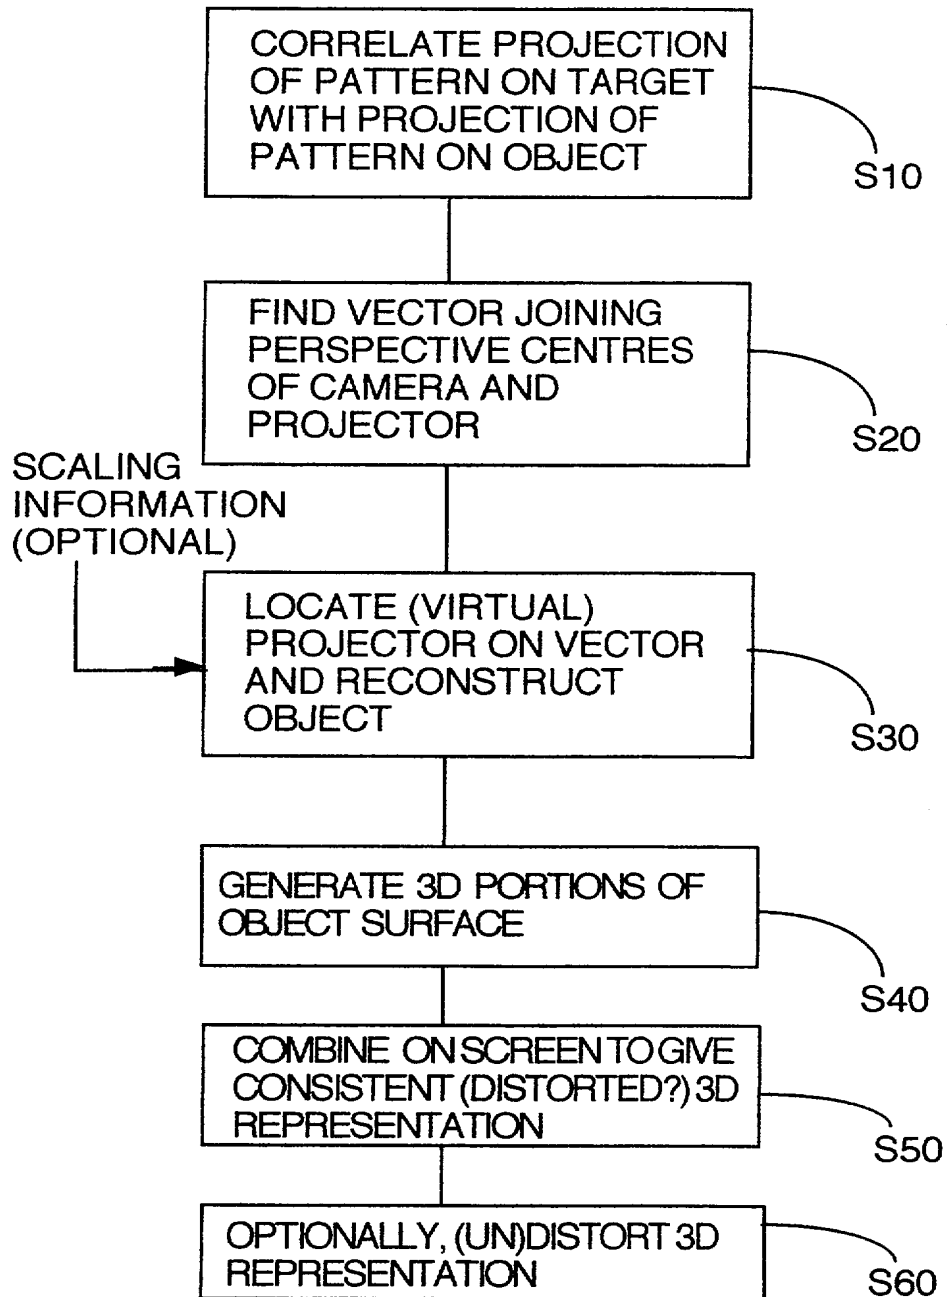 CORRELATE PROJECTION
OF PATTERN ON TARGET
WITH PROJECTION OF
PATTERN ON OBJECT
S10
FIND VECTOR JOINING
PERSPECTIVE CENTRES
OF CAMERA AND
PROJECTOR
S20
SCALING
INFORMATION
(OPTIONAL)
LOCATE (VIRTUAL)
PROJECTOR ON VECTOR
AND RECONSTRUCT
OBJECT
S30
GENERATE 3D PORTIONS OF
OBJECT SURFACE
S40
COMBINE ON SCREEN TO GIVE
CONSISTENT (DISTORTED?) 3D
REPRESENTATION
S50
OPTIONALLY, (UN)DISTORT 3D
REPRESENTATION
S60